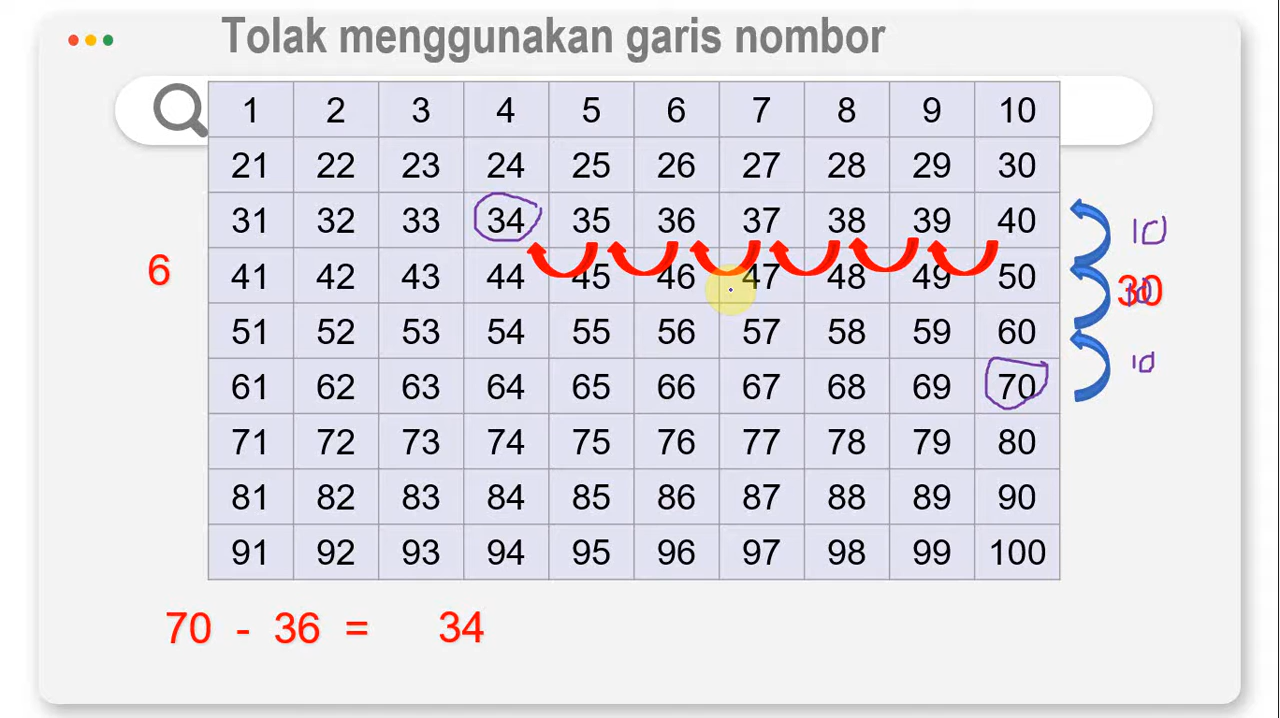 Tolak menggunakan garis nombor
1 2 3 4 5 6 7 8 9 10
21 22 23 24 25 26 27 28 29 30
31 32 33 34 35 36 37 38 39 40
10
6
41 42 43 44 45 46 47 48 49 50
10
30
51 52 53 54 55 56 57 58 59 60
10
61 62 63 64 65 66 67 68 69 70
71 72 73 74 75 76 77 78 79 80
81 82 83 84 85 86 87 88 89 90
91 92 93 94 95 96 97 98 99 100
70 - 36 = 34